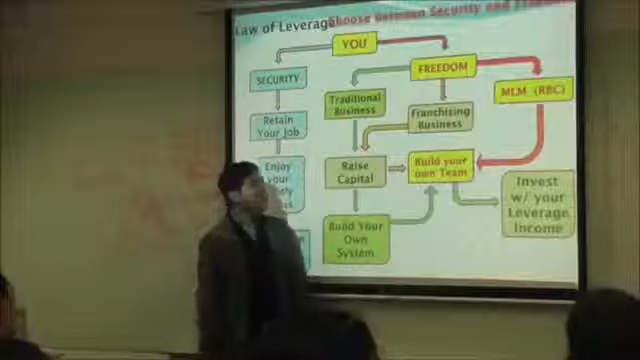 Law of Leverage
Choose between Security and Freedom
YOU
SECURITY
FREEDOM
MLM (RBC)
Traditional
Business
Franchising
Business
Retain
Your Job
Raise
Capital
Build your
own Team
Enjoy
your
Invest
w/ your
Leverage
Income
Build Your
Own
System